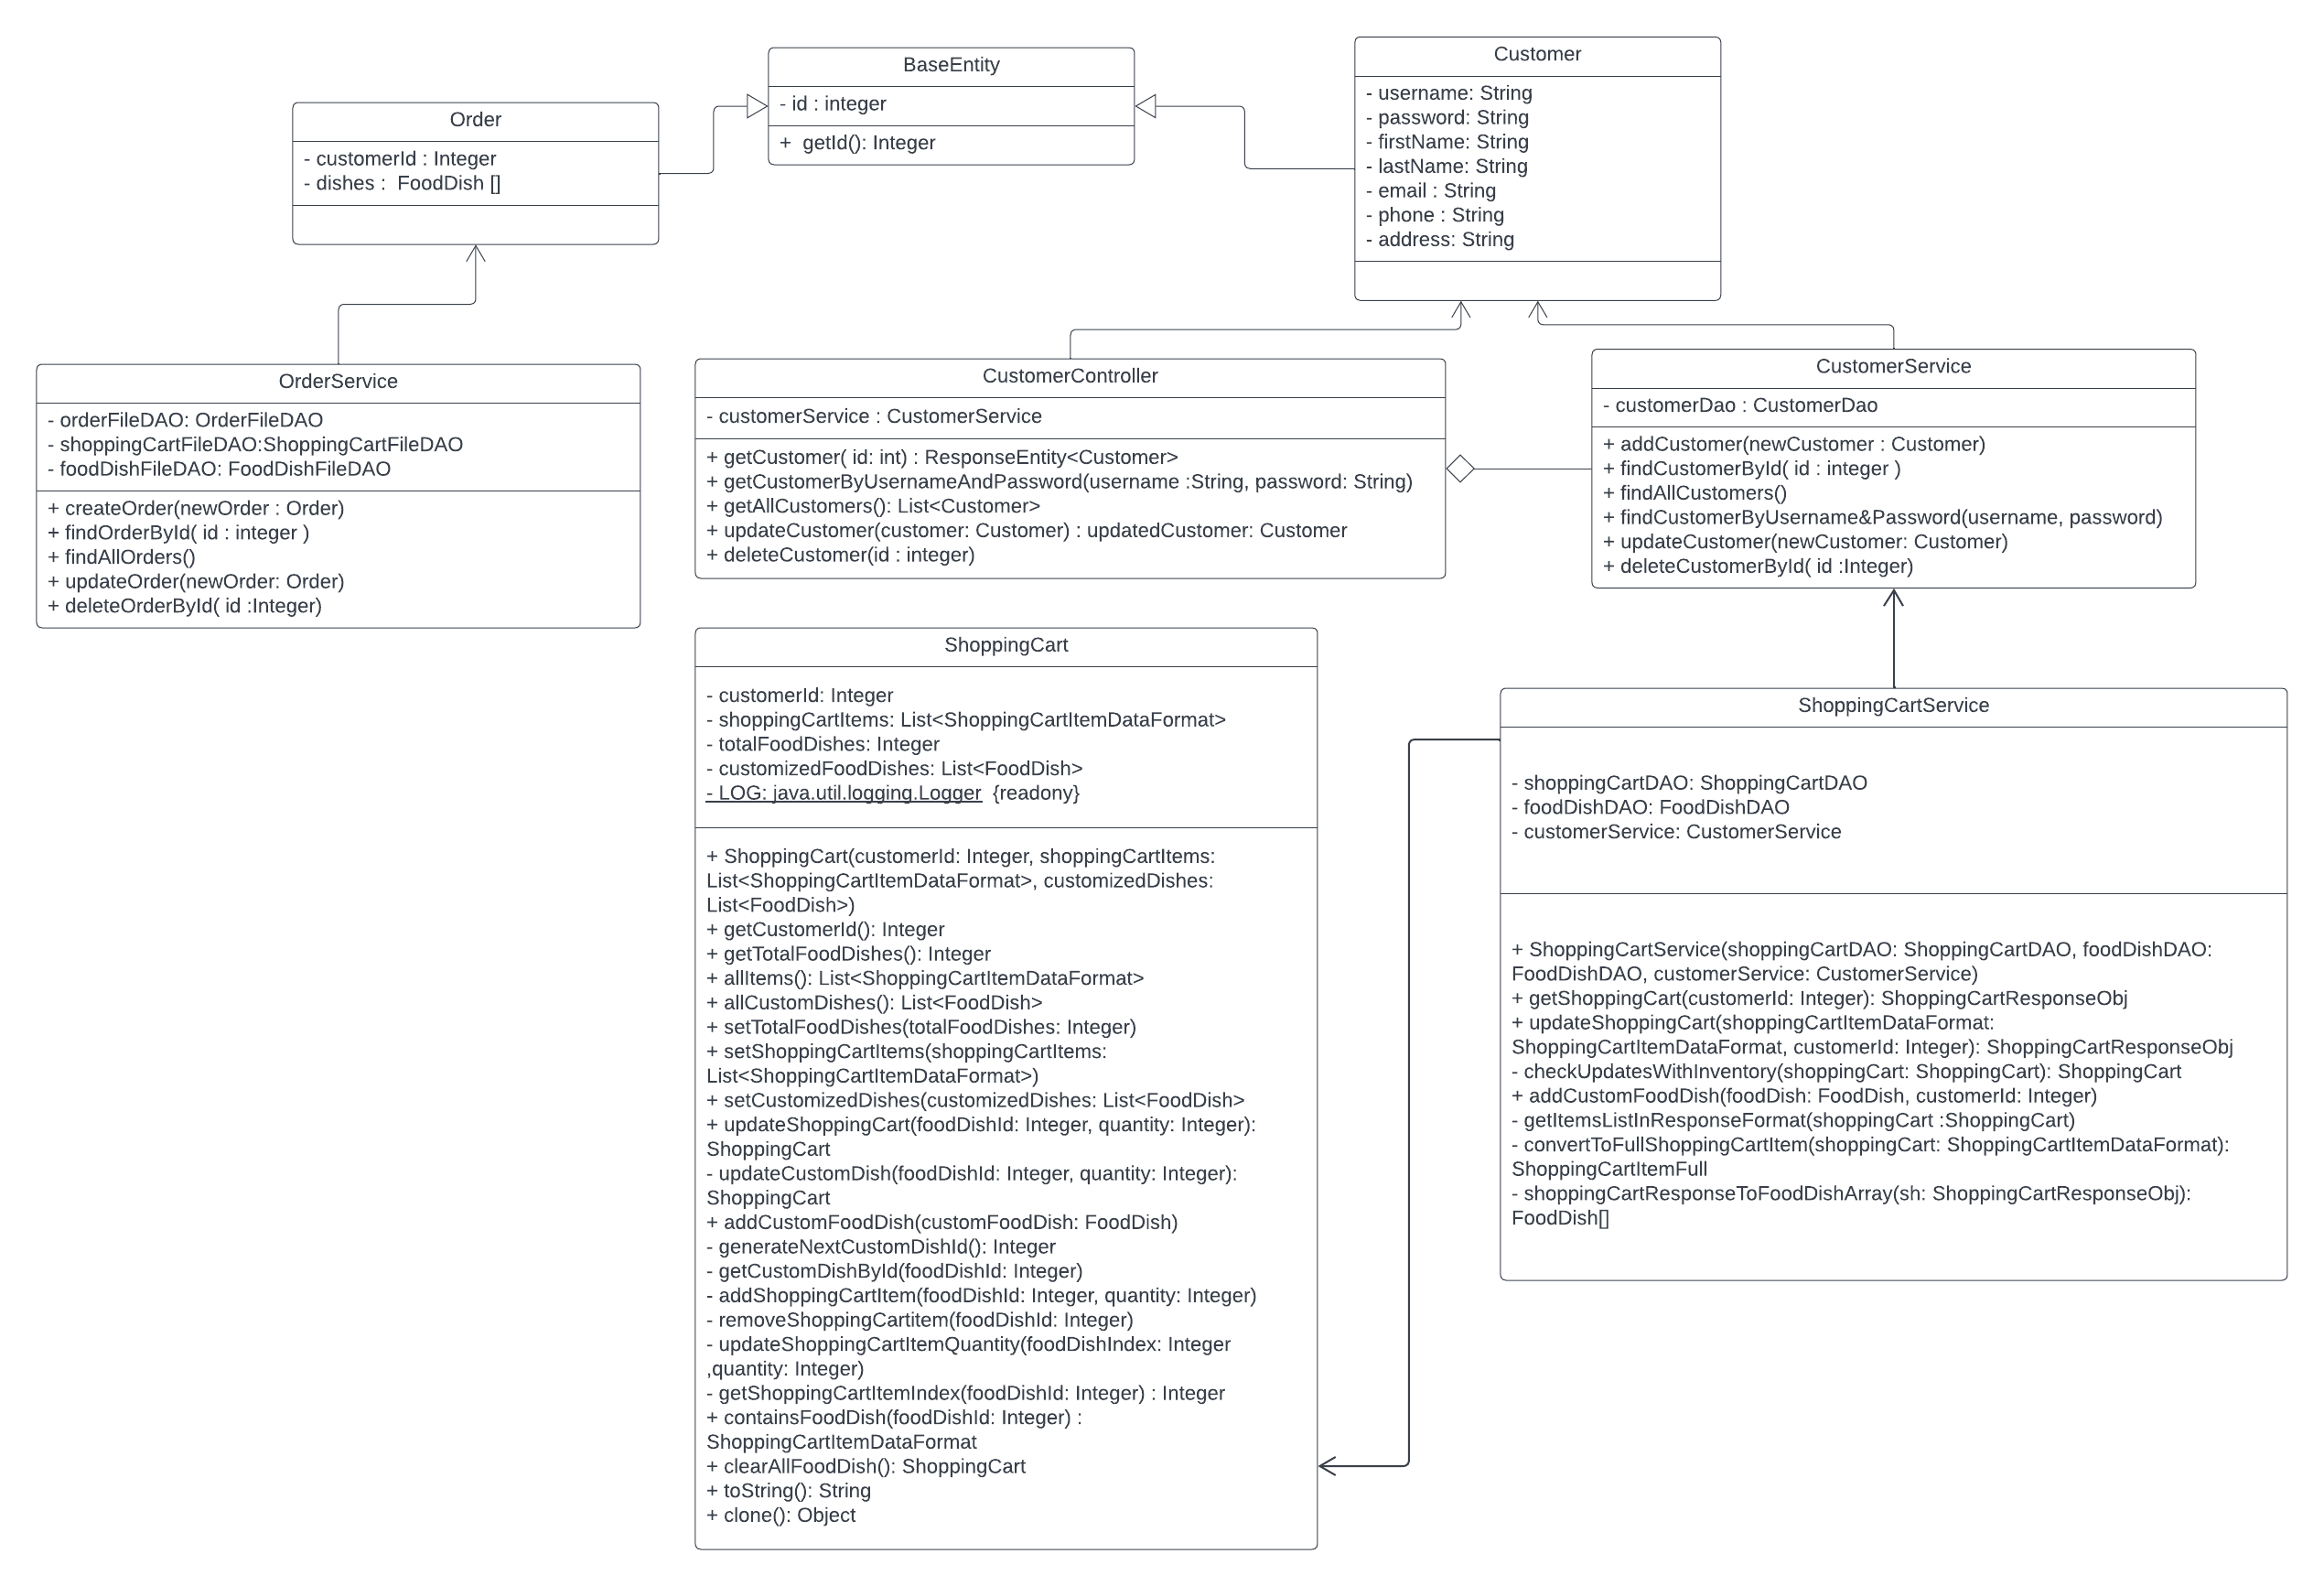 BaseEntity
- id : integer
+  getId(): Integer
Customer
- username: String
- password: String
- firstName: String
- lastName: String
- email : String
- phone : String
- address: String
Order
- customerId : Integer
- dishes :  FoodDish []
OrderService
- orderFileDAO: OrderFileDAO
- shoppingCartFileDAO:ShoppingCartFileDAO
- foodDishFileDAO: FoodDishFileDAO
+ createOrder(newOrder : Order)
+ findOrderById( id : integer )
+ findAllOrders()
+ updateOrder(newOrder: Order)
+ deleteOrderById( id :Integer)
CustomerController
- customerService : CustomerService
+ getCustomer( id: int) : ResponseEntity<Customer>
+ getCustomerByUsernameAndPassword(username :String, password: String)
+ getAllCustomers(): List<Customer>
+ updateCustomer(customer: Customer) : updatedCustomer: Customer
+ deleteCustomer(id : integer)
CustomerService
- customerDao : CustomerDao
+ addCustomer(newCustomer : Customer)
+ findCustomerById( id : integer )
+ findAllCustomers()
+ findCustomerByUsername&Password(username, password)
+ updateCustomer(newCustomer: Customer)
+ deleteCustomerById( id :Integer)
ShoppingCart
- customerId: Integer
- shoppingCartItems: List<ShoppingCartItemDataFormat>
- totalFoodDishes: Integer
- customizedFoodDishes: List<FoodDish>
- LOG: java.util.logging.Logger  {readony}
+ ShoppingCart(customerId: Integer, shoppingCartItems:
List<ShoppingCartItemDataFormat>, customizedDishes:
List<FoodDish>)
+ getCustomerId(): Integer
+ getTotalFoodDishes(): Integer
+ allItems(): List<ShoppingCartItemDataFormat>
+ allCustomDishes(): List<FoodDish>
+ setTotalFoodDishes(totalFoodDishes: Integer)
+ setShoppingCartItems(shoppingCartItems:
List<ShoppingCartItemDataFormat>)
+ setCustomizedDishes(customizedDishes: List<FoodDish>
+ updateShoppingCart(foodDishId: Integer, quantity: Integer):
ShoppingCart
- updateCustomDish(foodDishId: Integer, quantity: Integer):
ShoppingCart
+ addCustomFoodDish(customFoodDish: FoodDish)
- generateNextCustomDishId(): Integer
- getCustomDishById(foodDishId: Integer)
- addShoppingCartItem(foodDishId: Integer, quantity: Integer)
- removeShoppingCartitem(foodDishId: Integer)
- updateShoppingCartItemQuantity(foodDishIndex: Integer
,quantity: Integer)
- getShoppingCartItemIndex(foodDishId: Integer) : Integer
+ containsFoodDish(foodDishId: Integer) :
ShoppingCartItemDataFormat
+ clearAllFoodDish(): ShoppingCart
+ toString(): String
+ clone(): Object
ShoppingCartService
- shoppingCartDAO: ShoppingCartDAO
- foodDishDAO: FoodDishDAO
- customerService: CustomerService
+ ShoppingCartService(shoppingCartDAO: ShoppingCartDAO, foodDishDAO:
FoodDishDAO, customerService: CustomerService)
+ getShoppingCart(customerId: Integer): ShoppingCartResponseObj
+ updateShoppingCart(shoppingCartItemDataFormat:
ShoppingCartItemDataFormat, customerId: Integer): ShoppingCartResponseObj
- checkUpdatesWithInventory(shoppingCart: ShoppingCart): ShoppingCart
+ addCustomFoodDish(foodDish: FoodDish, customerId: Integer)
- getItemsListInResponseFormat(shoppingCart :ShoppingCart)
- convertToFullShoppingCartItem(shoppingCart: ShoppingCartItemDataFormat):
ShoppingCartItemFull
- shoppingCartResponseToFoodDishArray(sh: ShoppingCartResponseObj):
FoodDish[]